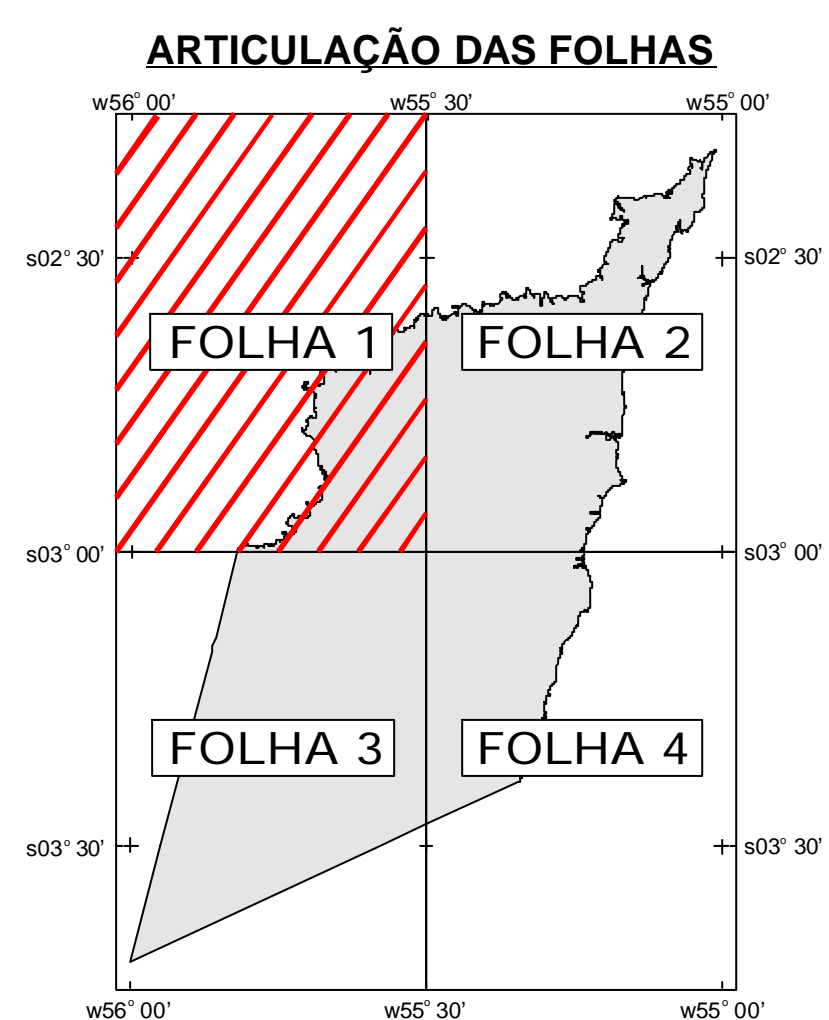 ARTICULAÇÃO DAS FOLHAS
w56° 00' w55° 30' w55° 00'
s02° 30' s02° 30'
FOLHA 1 FOLHA 2
s03° 00' s03° 00'
FOLHA 3 FOLHA 4
s03° 30' s03° 30'
w56° 00' w55° 30' w55° 00'